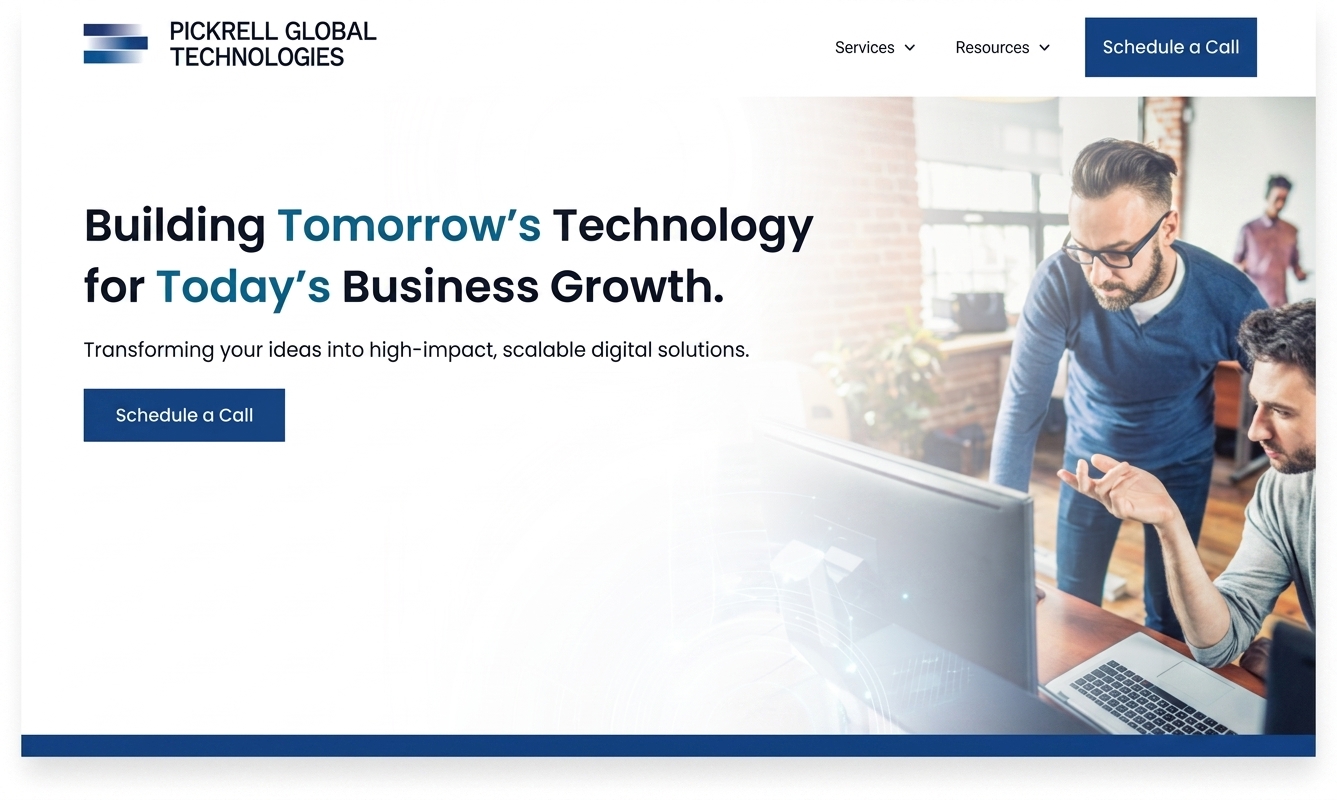 PICKRELL GLOBAL
TECHNOLOGIES
Services
Resources
Schedule a Call
Building Tomorrow’s Technology
for Today’s Business Growth.
Transforming your ideas into high-impact, scalable digital solutions.
Schedule a Call